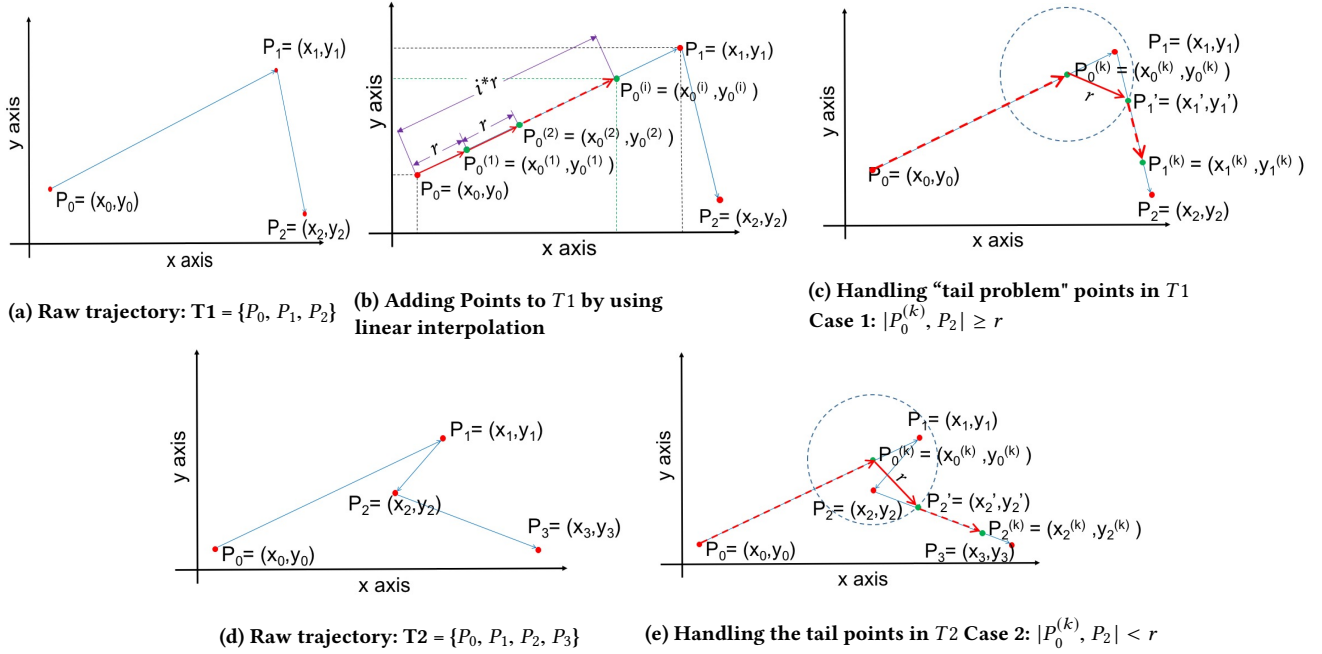 P₁= (x₁,y₁)
P₀= (x₀,y₀)
P₂= (x₂,y₂)
y axis
x axis
(a) Raw trajectory: T1 = {P₀, P₁, P₂}
P₁= (x₁,y₁)
i*r
P₀⁽ⁱ⁾ = (x₀⁽ⁱ⁾ ,y₀⁽ⁱ⁾ )
r
r
P₀⁽²⁾ = (x₀⁽²⁾ ,y₀⁽²⁾ )
P₀⁽¹⁾ = (x₀⁽¹⁾ ,y₀⁽¹⁾ )
P₀= (x₀,y₀)
P₂= (x₂,y₂)
y axis
x axis
(b) Adding Points to T1 by using
linear interpolation
P₁= (x₁,y₁)
P₀⁽ᵏ⁾ = (x₀⁽ᵏ⁾ ,y₀⁽ᵏ⁾ )
r
P₁'= (x₁',y₁')
P₁⁽ᵏ⁾ = (x₁⁽ᵏ⁾ ,y₁⁽ᵏ⁾ )
P₀= (x₀,y₀)
P₂= (x₂,y₂)
y axis
x axis
(c) Handling “tail problem" points in T1
Case 1: |P₀⁽ᵏ⁾, P₂| ≥ r
P₁= (x₁,y₁)
P₂= (x₂,y₂)
P₃= (x₃,y₃)
P₀= (x₀,y₀)
y axis
x axis
(d) Raw trajectory: T2 = {P₀, P₁, P₂, P₃}
P₁= (x₁,y₁)
P₀⁽ᵏ⁾ = (x₀⁽ᵏ⁾ ,y₀⁽ᵏ⁾ )
r
P₂= (x₂,y₂)
P₂'= (x₂',y₂')
P₂⁽ᵏ⁾ = (x₂⁽ᵏ⁾ ,y₂⁽ᵏ⁾ )
P₀= (x₀,y₀)
P₃= (x₃,y₃)
y axis
x axis
(e) Handling the tail points in T2 Case 2: |P₀⁽ᵏ⁾, P₂| < r